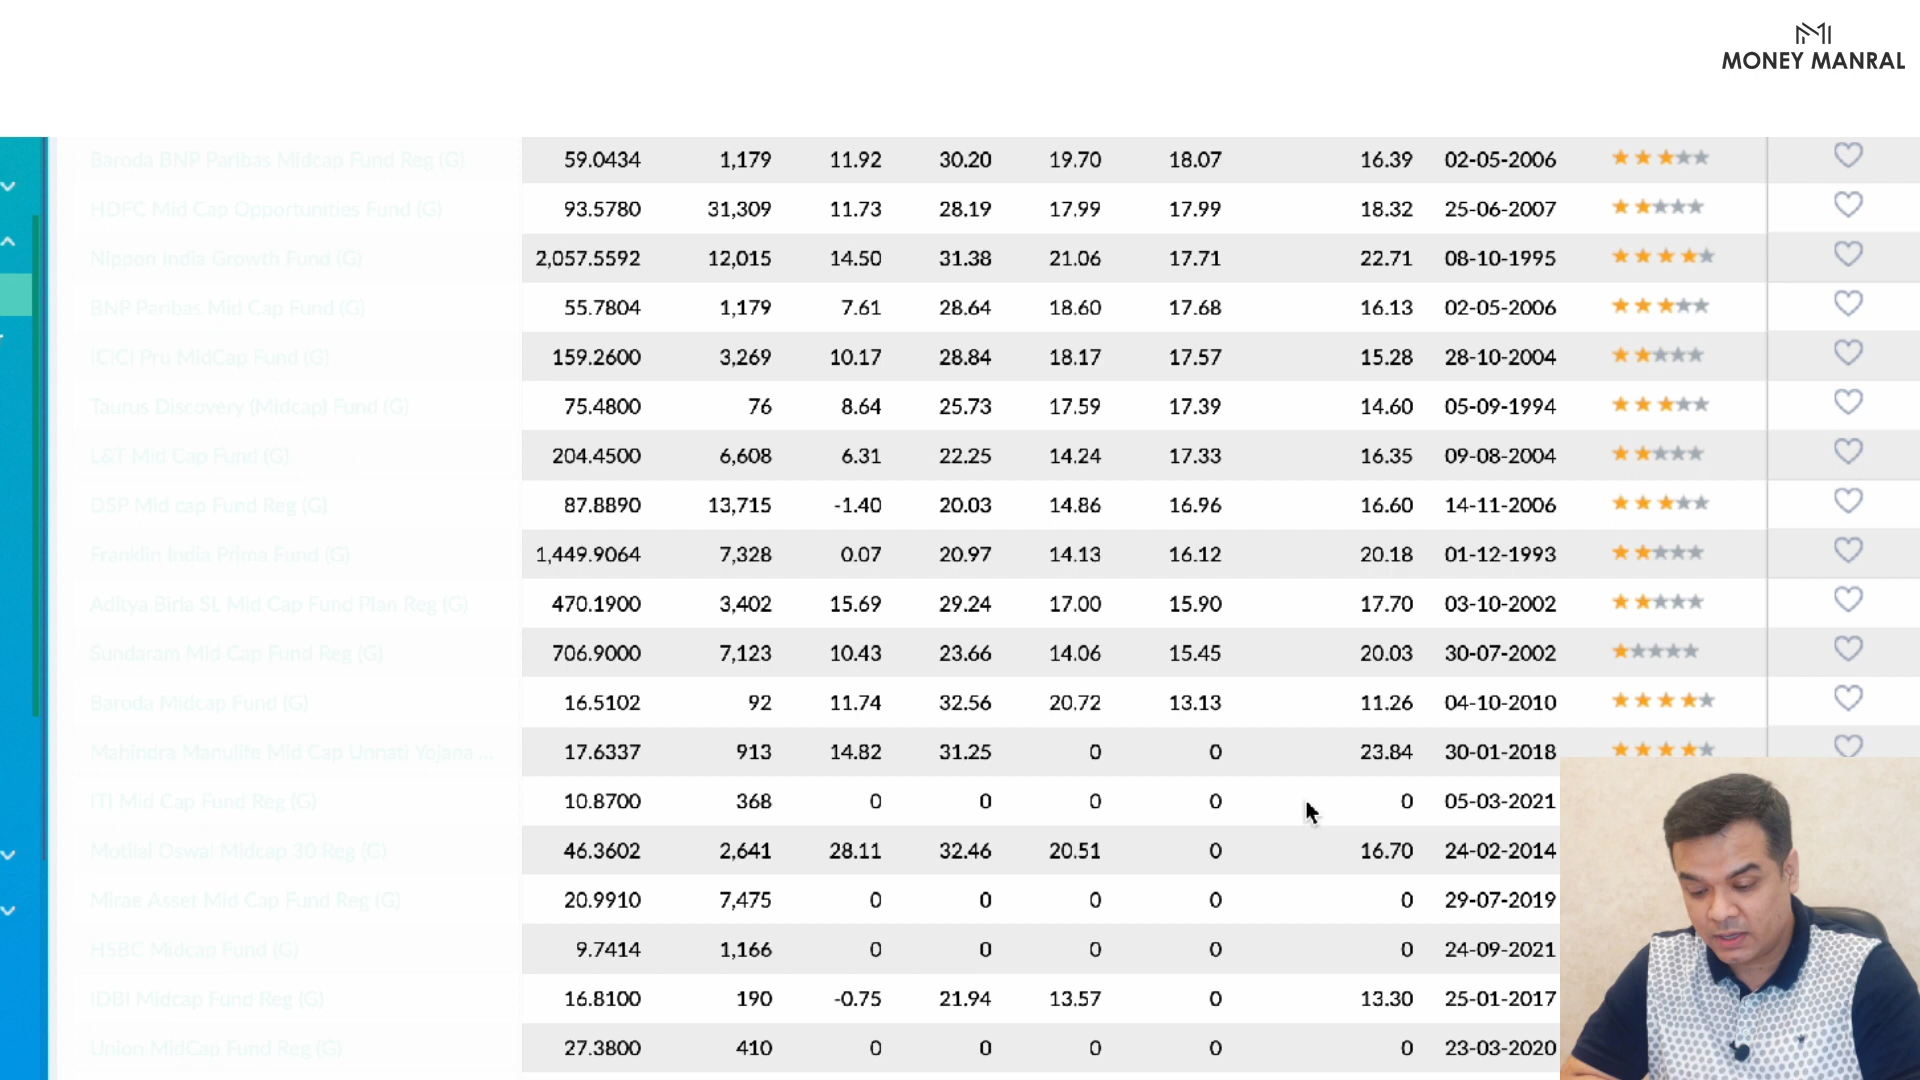 MONEY MANRAL
Baroda BNP Paribas Midcap Fund Reg (G) 59.0434 1,179 11.92 30.20 19.70 18.07 16.39 02-05-2006
HDFC Mid Cap Opportunities Fund (G) 93.5780 31,309 11.73 28.19 17.99 17.99 18.32 25-06-2007
Nippon India Growth Fund (G) 2,057.5592 12,015 14.50 31.38 21.06 17.71 22.71 08-10-1995
BNP Paribas Mid Cap Fund (G) 55.7804 1,179 7.61 28.64 18.60 17.68 16.13 02-05-2006
ICICI Pru MidCap Fund (G) 159.2600 3,269 10.17 28.84 18.17 17.57 15.28 28-10-2004
Taurus Discovery (Midcap) Fund (G) 75.4800 76 8.64 25.73 17.59 17.39 14.60 05-09-1994
L&T Mid Cap Fund (G) 204.4500 6,608 6.31 22.25 14.24 17.33 16.35 09-08-2004
DSP Mid cap Fund Reg (G) 87.8890 13,715 -1.40 20.03 14.86 16.96 16.60 14-11-2006
Franklin India Prima Fund (G) 1,449.9064 7,328 0.07 20.97 14.13 16.12 20.18 01-12-1993
Aditya Birla SL Mid Cap Fund Plan Reg (G) 470.1900 3,402 15.69 29.24 17.00 15.90 17.70 03-10-2002
Sundaram Mid Cap Fund Reg (G) 706.9000 7,123 10.43 23.66 14.06 15.45 20.03 30-07-2002
Baroda Midcap Fund (G) 16.5102 92 11.74 32.56 20.72 13.13 11.26 04-10-2010
Mahindra Manulife Mid Cap Unnati Yojana ... 17.6337 913 14.82 31.25 0 0 23.84 30-01-2018
ITI Mid Cap Fund Reg (G) 10.8700 368 0 0 0 0 0 05-03-2021
Motilal Oswal Midcap 30 Reg (G) 46.3602 2,641 28.11 32.46 20.51 0 16.70 24-02-2014
Mirae Asset Mid Cap Fund Reg (G) 20.9910 7,475 0 0 0 0 0 29-07-2019
HSBC Midcap Fund (G) 9.7414 1,166 0 0 0 0 0 24-09-2021
IDBI Midcap Fund Reg (G) 16.8100 190 -0.75 21.94 13.57 0 13.30 25-01-2017
Union MidCap Fund Reg (G) 27.3800 410 0 0 0 0 0 23-03-2020